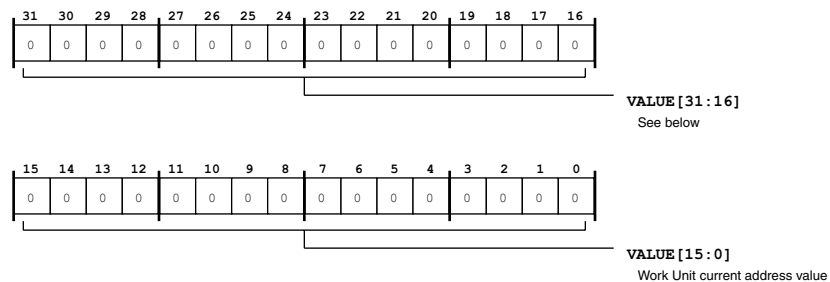 31 30 29 28 27 26 25 24 23 22 21 20 19 18 17 16
0 0 0 0 0 0 0 0 0 0 0 0 0 0 0 0
VALUE[31:16]
See below
15 14 13 12 11 10 9 8 7 6 5 4 3 2 1 0
0 0 0 0 0 0 0 0 0 0 0 0 0 0 0 0
VALUE[15:0]
Work Unit current address value